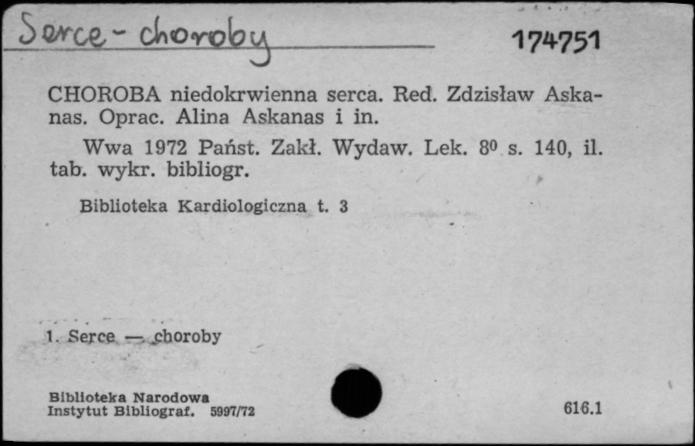 Serce - choroby
174751
CHOROBA niedokrwienna serca. Red. Zdzisław Aska-
nas. Oprac. Alina Askanas i in.
Wwa 1972 Państ. Zakł. Wydaw. Lek. 8⁰ s. 140, il.
tab. wykr. bibliogr.
Biblioteka Kardiologiczna t. 3
1. Serce — choroby
Biblioteka Narodowa
Instytut Bibliograf. 5997/72
616.1